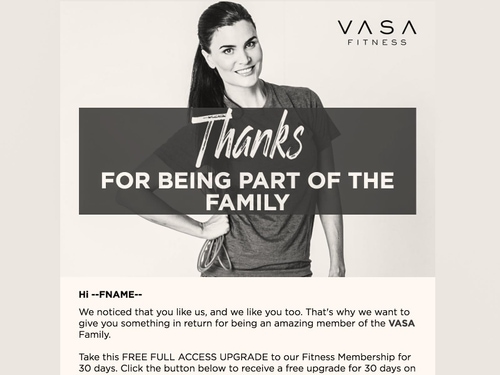 VASA
FITNESS
Thanks
FOR BEING PART OF THE
FAMILY
Hi --FNAME--
We noticed that you like us, and we like you too. That's why we want to
give you something in return for being an amazing member of the VASA
Family.
Take this FREE FULL ACCESS UPGRADE to our Fitness Membership for
30 days. Click the button below to receive a free upgrade for 30 days on